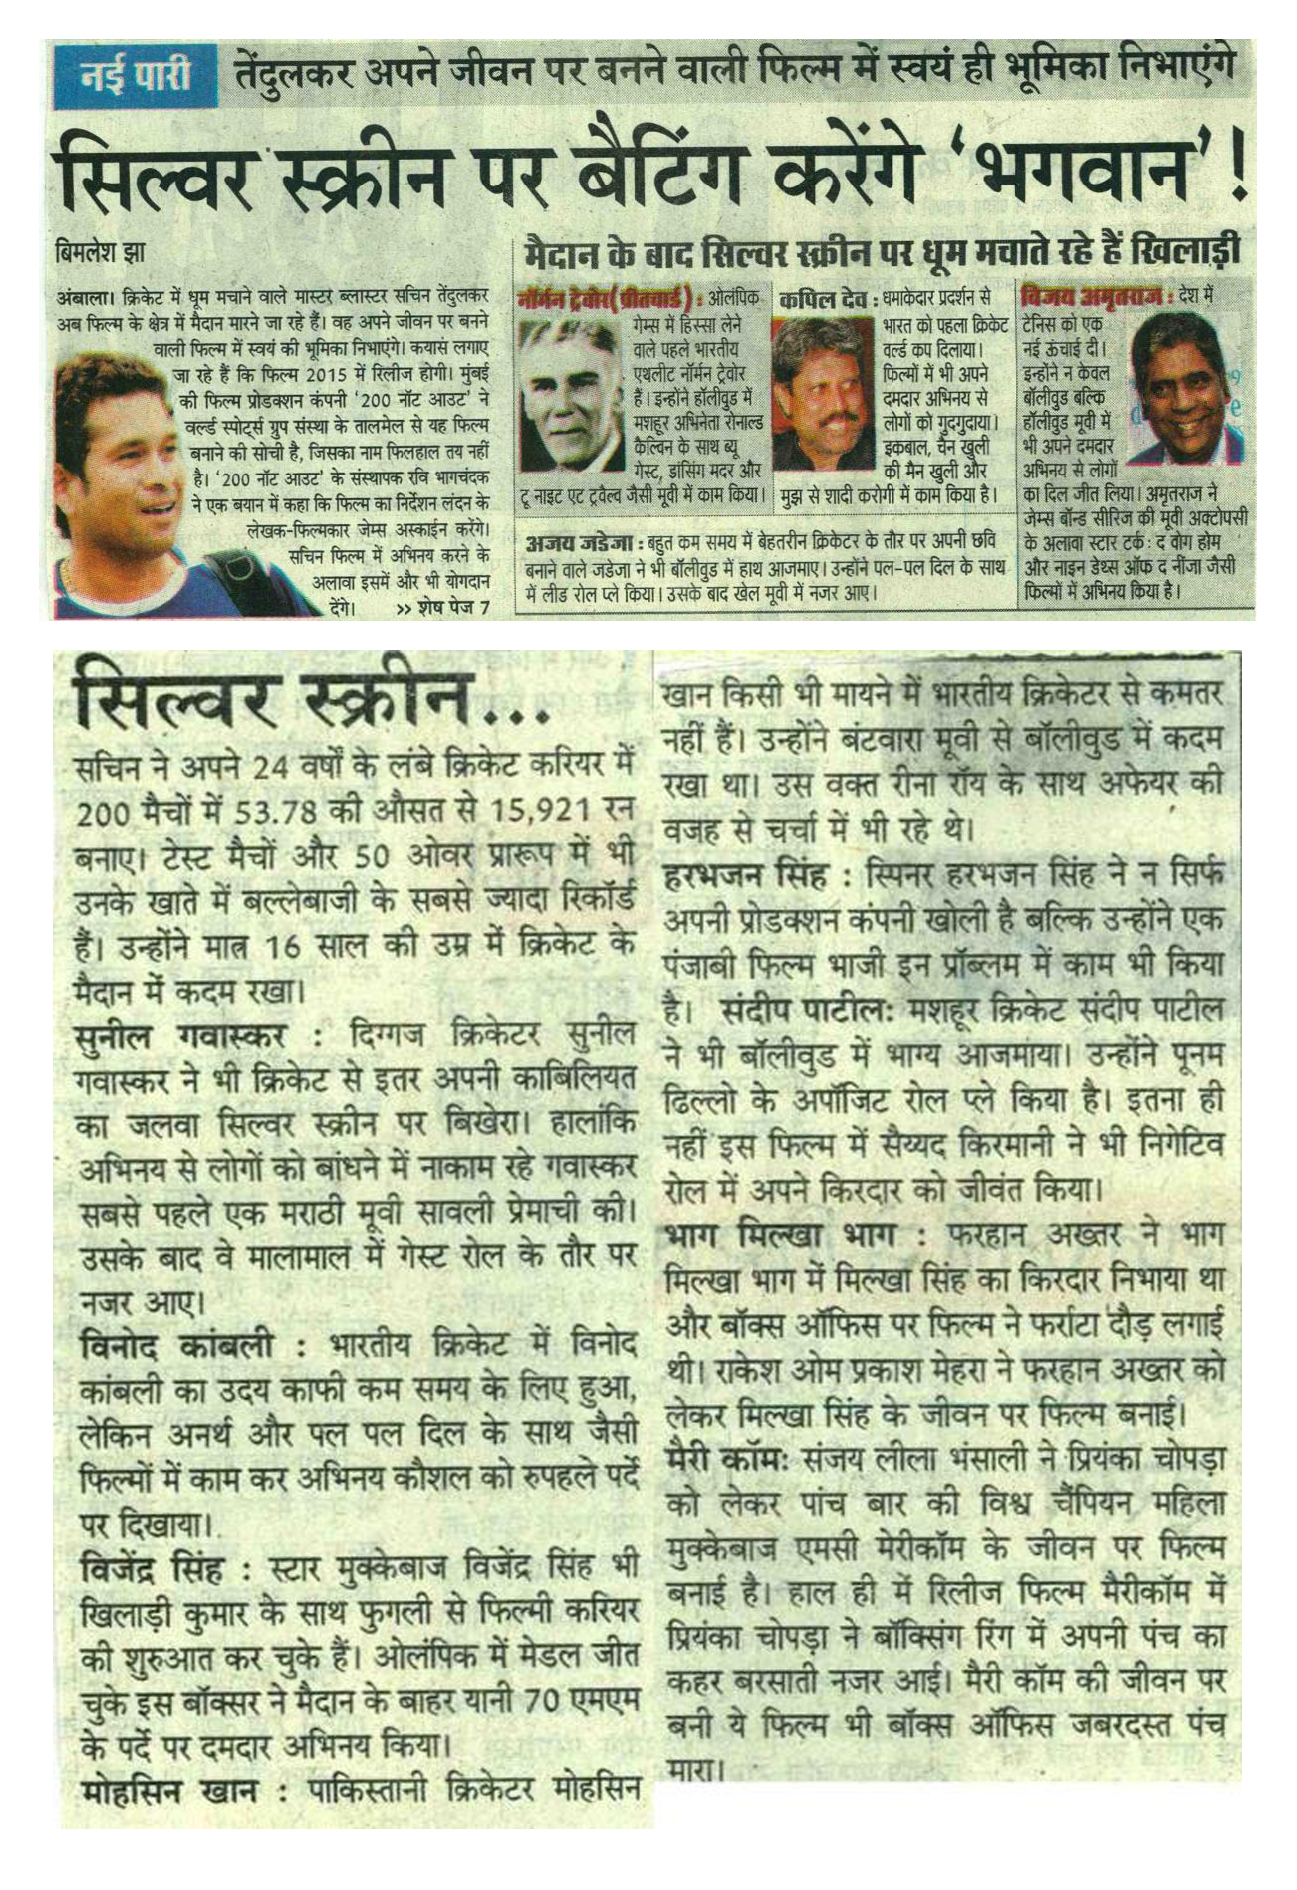 नई पारी
तेंदुलकर अपने जीवन पर बनने वाली फिल्म में स्वयं ही भूमिका निभाएंगे
सिल्वर स्क्रीन पर बैटिंग करेंगे ‘भगवान’!
बिमलेश झा
अंबाला। क्रिकेट में धूम मचाने वाले मास्टर ब्लास्टर सचिन तेंदुलकर
अब फिल्म के क्षेत्र में मैदान मारने जा रहे हैं। वह अपने जीवन पर बनने
वाली फिल्म में स्वयं की भूमिका निभाएंगे। कयास लगाए
जा रहे हैं कि फिल्म 2015 में रिलीज होगी। मुंबई
की फिल्म प्रोडक्शन कंपनी ‘200 नॉट आउट’ ने
वर्ल्ड स्पोर्ट्स ग्रुप संस्था के तालमेल से यह फिल्म
बनाने की सोची है, जिसका नाम फिलहाल तय नहीं
है। ‘200 नॉट आउट’ के संस्थापक रवि भागचंदक
ने एक बयान में कहा कि फिल्म का निर्देशन लंदन के
लेखक-फिल्मकार जेम्स अस्काईन करेंगे।
सचिन फिल्म में अभिनय करने के
अलावा इसमें और भी योगदान
देंगे। >> शेष पेज 7
मैदान के बाद सिल्वर स्क्रीन पर धूम मचाते रहे हैं खिलाड़ी
नॉर्मन ट्रेवोर(प्रीतचार्ड) : ओलंपिक
गेम्स में हिस्सा लेने
वाले पहले भारतीय
एथलीट नॉर्मन ट्रेवोर
हैं। इन्होंने हॉलीवुड में
मशहूर अभिनेता रोनाल्ड
कैल्विन के साथ ब्यू
गेस्ट, डांसिंग मदर और
टू नाइट एट ट्वैल्व जैसी मूवी में काम किया।
कपिल देव : धमाकेदार प्रदर्शन से
भारत को पहला क्रिकेट
वर्ल्ड कप दिलाया।
फिल्मों में भी अपने
दमदार अभिनय से
लोगों को गुदगुदाया।
इकबाल, चैन खुली
की मैन खुली और
मुझ से शादी करोगी में काम किया है।
अजय जडेजा : बहुत कम समय में बेहतरीन क्रिकेटर के तौर पर अपनी छवि
बनाने वाले जडेजा ने भी बॉलीवुड में हाथ आजमाए। उन्होंने पल-पल दिल के साथ
में लीड रोल प्ले किया। उसके बाद खेल मूवी में नजर आए।
विजय अमृतराज : देश में
टेनिस को एक
नई ऊंचाई दी।
इन्होंने न केवल
बॉलीवुड बल्कि
हॉलीवुड मूवी में
भी अपने दमदार
अभिनय से लोगों
का दिल जीत लिया। अमृतराज ने
जेम्स बॉन्ड सीरिज की मूवी अक्टोपसी
के अलावा स्टार टर्क : द वोग होम
और नाइन डेथ्स ऑफ द नींजा जैसी
फिल्मों में अभिनय किया है।
सिल्वर स्क्रीन...
सचिन ने अपने 24 वर्षों के लंबे क्रिकेट करियर में
200 मैचों में 53.78 की औसत से 15,921 रन
बनाए। टेस्ट मैचों और 50 ओवर प्रारूप में भी
उनके खाते में बल्लेबाजी के सबसे ज्यादा रिकॉर्ड
हैं। उन्होंने मात्र 16 साल की उम्र में क्रिकेट के
मैदान में कदम रखा।
सुनील गवास्कर : दिग्गज क्रिकेटर सुनील
गवास्कर ने भी क्रिकेट से इतर अपनी काबिलियत
का जलवा सिल्वर स्क्रीन पर बिखेरा। हालांकि
अभिनय से लोगों को बांधने में नाकाम रहे गवास्कर
सबसे पहले एक मराठी मूवी सावली प्रेमाची की।
उसके बाद वे मालामाल में गेस्ट रोल के तौर पर
नजर आए।
विनोद कांबली : भारतीय क्रिकेट में विनोद
कांबली का उदय काफी कम समय के लिए हुआ,
लेकिन अनर्थ और पल पल दिल के साथ जैसी
फिल्मों में काम कर अभिनय कौशल को रुपहले पर्दे
पर दिखाया।
विजेंद्र सिंह : स्टार मुक्केबाज विजेंद्र सिंह भी
खिलाड़ी कुमार के साथ फुगली से फिल्मी करियर
की शुरुआत कर चुके हैं। ओलंपिक में मेडल जीत
चुके इस बॉक्सर ने मैदान के बाहर यानी 70 एमएम
के पर्दे पर दमदार अभिनय किया।
मोहसिन खान : पाकिस्तानी क्रिकेटर मोहसिन
खान किसी भी मायने में भारतीय क्रिकेटर से कमतर
नहीं हैं। उन्होंने बंटवारा मूवी से बॉलीवुड में कदम
रखा था। उस वक्त रीना रॉय के साथ अफेयर की
वजह से चर्चा में भी रहे थे।
हरभजन सिंह : स्पिनर हरभजन सिंह ने न सिर्फ
अपनी प्रोडक्शन कंपनी खोली है बल्कि उन्होंने एक
पंजाबी फिल्म भाजी इन प्रॉब्लम में काम भी किया
है। संदीप पाटील: मशहूर क्रिकेट संदीप पाटील
ने भी बॉलीवुड में भाग्य आजमाया। उन्होंने पूनम
ढिल्लो के अपॉजिट रोल प्ले किया है। इतना ही
नहीं इस फिल्म में सैय्यद किरमानी ने भी निगेटिव
रोल में अपने किरदार को जीवंत किया।
भाग मिल्खा भाग : फरहान अख्तर ने भाग
मिल्खा भाग में मिल्खा सिंह का किरदार निभाया था
और बॉक्स ऑफिस पर फिल्म ने फर्राटा दौड़ लगाई
थी। राकेश ओम प्रकाश मेहरा ने फरहान अख्तर को
लेकर मिल्खा सिंह के जीवन पर फिल्म बनाई।
मैरी कॉम: संजय लीला भंसाली ने प्रियंका चोपड़ा
को लेकर पांच बार की विश्व चैंपियन महिला
मुक्केबाज एमसी मेरीकॉम के जीवन पर फिल्म
बनाई है। हाल ही में रिलीज फिल्म मैरीकॉम में
प्रियंका चोपड़ा ने बॉक्सिंग रिंग में अपनी पंच का
कहर बरसाती नजर आई। मैरी कॉम की जीवन पर
बनी ये फिल्म भी बॉक्स ऑफिस जबरदस्त पंच
मारा।